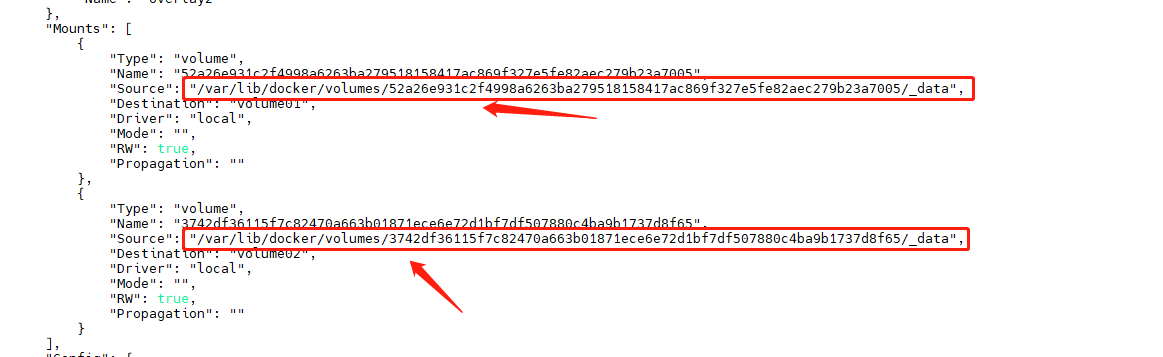 "Name": "overlay2"
},
"Mounts": [
{
"Type": "volume",
"Name": "52a26e931c2f4998a6263ba279518158417ac869f327e5fe82aec279b23a7005",
"Source": "/var/lib/docker/volumes/52a26e931c2f4998a6263ba279518158417ac869f327e5fe82aec279b23a7005/_data",
"Destination": "volume01",
"Driver": "local",
"Mode": "",
"RW": true,
"Propagation": ""
},
{
"Type": "volume",
"Name": "3742df36115f7c82470a663b01871ece6e72d1bf7df507880c4ba9b1737d8f65",
"Source": "/var/lib/docker/volumes/3742df36115f7c82470a663b01871ece6e72d1bf7df507880c4ba9b1737d8f65/_data",
"Destination": "volume02",
"Driver": "local",
"Mode": "",
"RW": true,
"Propagation": ""
}
],
"Config": {